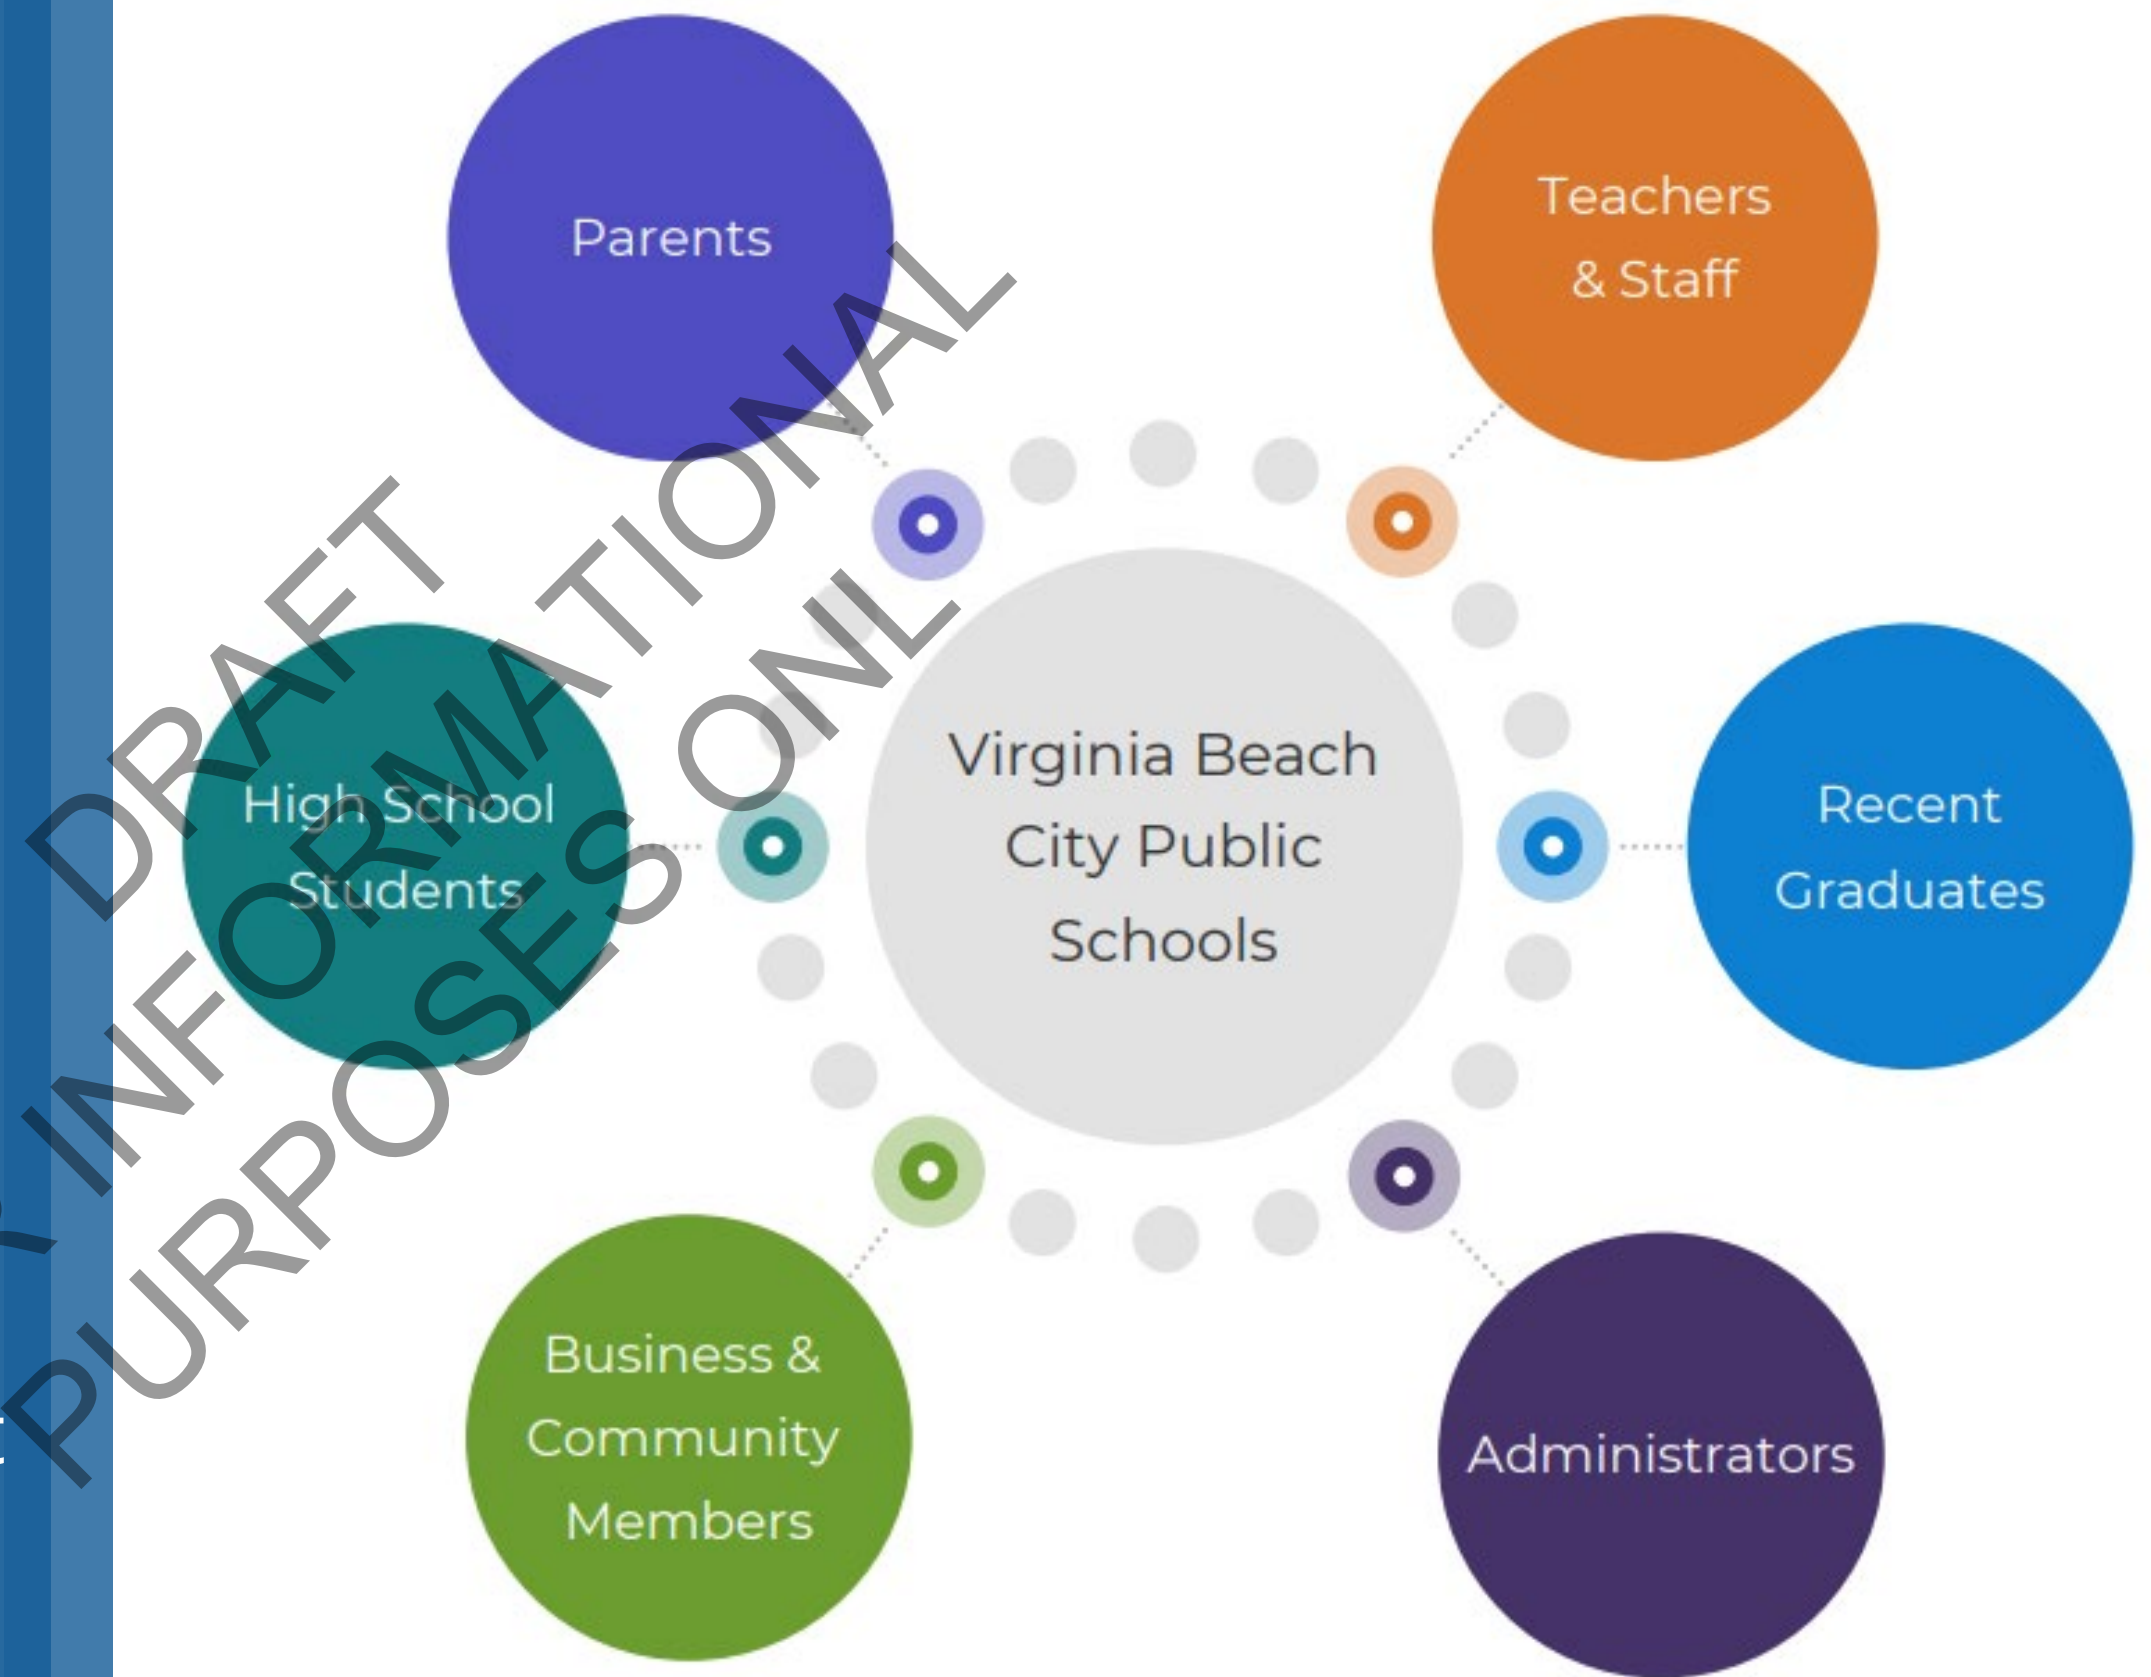 Parents
Teachers
& Staff
High School
Students
Virginia Beach
City Public
Schools
Recent
Graduates
Business &
Community
Members
Administrators
DRAFT
INFORMATIONAL
PURPOSES ONL